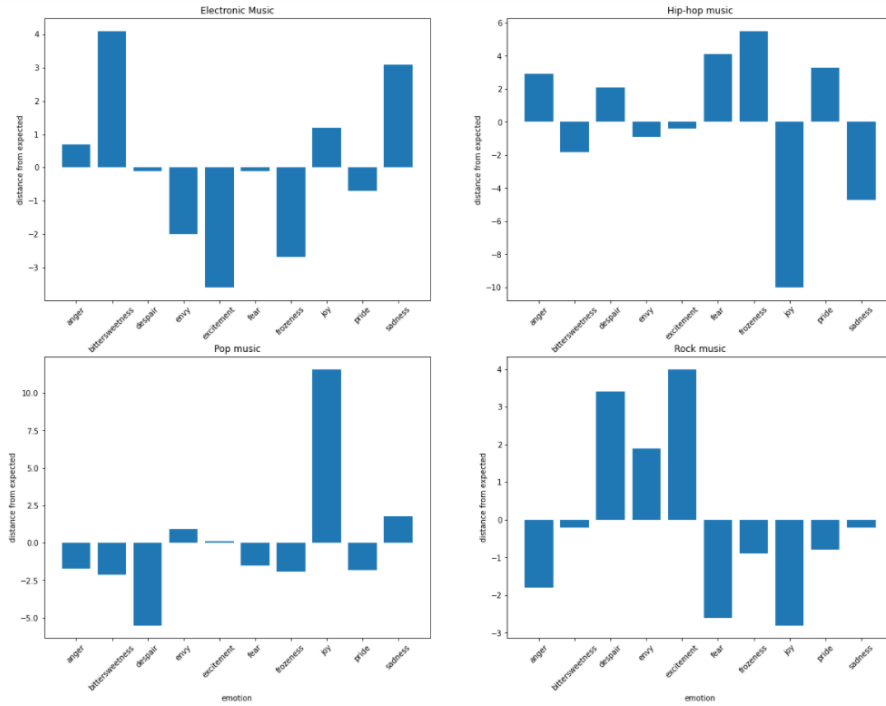 Electronic Music
distance from expected
4
3
2
1
0
−1
−2
−3
anger
bittersweetness
despair
envy
excitement
fear
frozeness
joy
pride
sadness
Hip-hop music
distance from expected
6
4
2
0
−2
−4
−6
−8
−10
anger
bittersweetness
despair
envy
excitement
fear
frozeness
joy
pride
sadness
Pop music
distance from expected
10.0
7.5
5.0
2.5
0.0
−2.5
−5.0
anger
bittersweetness
despair
envy
excitement
fear
frozeness
joy
pride
sadness
emotion
Rock music
distance from expected
4
3
2
1
0
−1
−2
−3
anger
bittersweetness
despair
envy
excitement
fear
frozeness
joy
pride
sadness
emotion